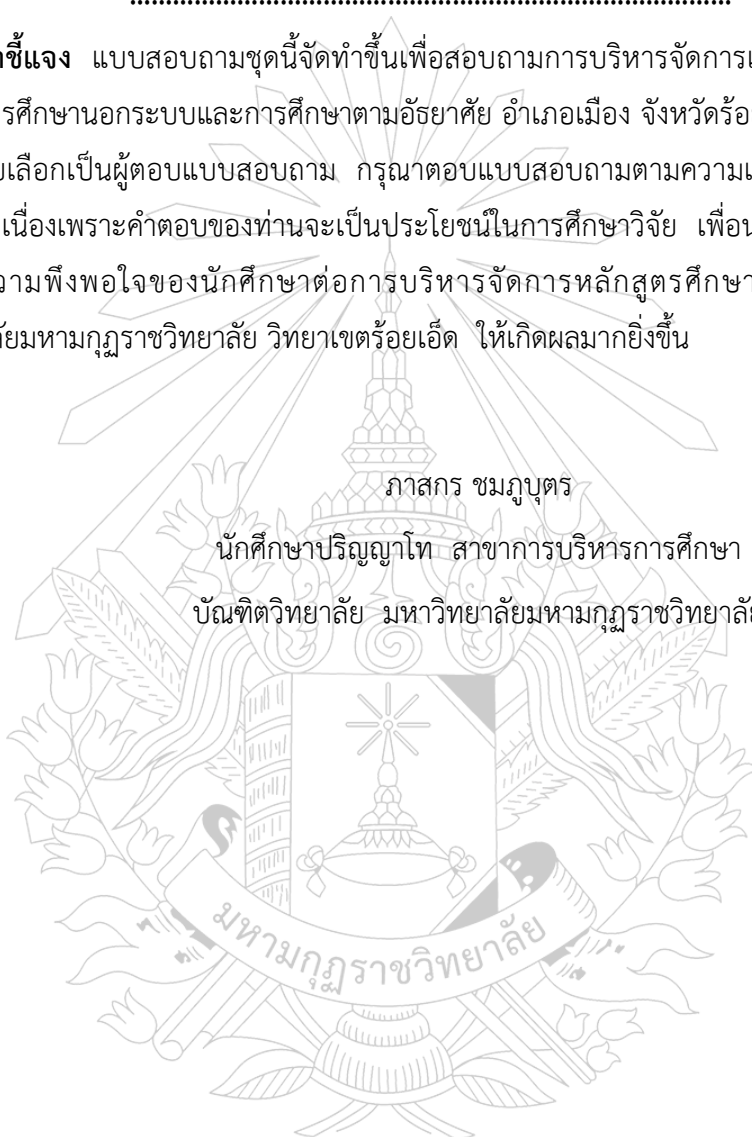 ชี้แจง แบบสอบถามชุดนี้จัดทำขึ้นเพื่อสอบถามการบริหารจัดการ
ศึกษานอกระบบและการศึกษาตามอัธยาศัย อำเภอเมือง จังหวัดร้อ
เลือกเป็นผู้ตอบแบบสอบถาม กรุณาตอบแบบสอบถามตามความ
เนื่องเพราะคำตอบของท่านจะเป็นประโยชน์ในการศึกษาวิจัย เพื่อน
วามพึงพอใจของนักศึกษาต่อการบริหารจัดการหลักสูตรศึกษา
ัยมหามกุฏราชวิทยาลัย วิทยาเขตร้อยเอ็ด ให้เกิดผลมากยิ่งขึ้น
ภาสกร ชมภูบุตร
นักศึกษาปริญญาโท สาขาการบริหารการศึกษา
บัณฑิตวิทยาลัย มหาวิทยาลัยมหามกุฏราชวิทยาลัย
มหามกุฏราชวิทยาลัย